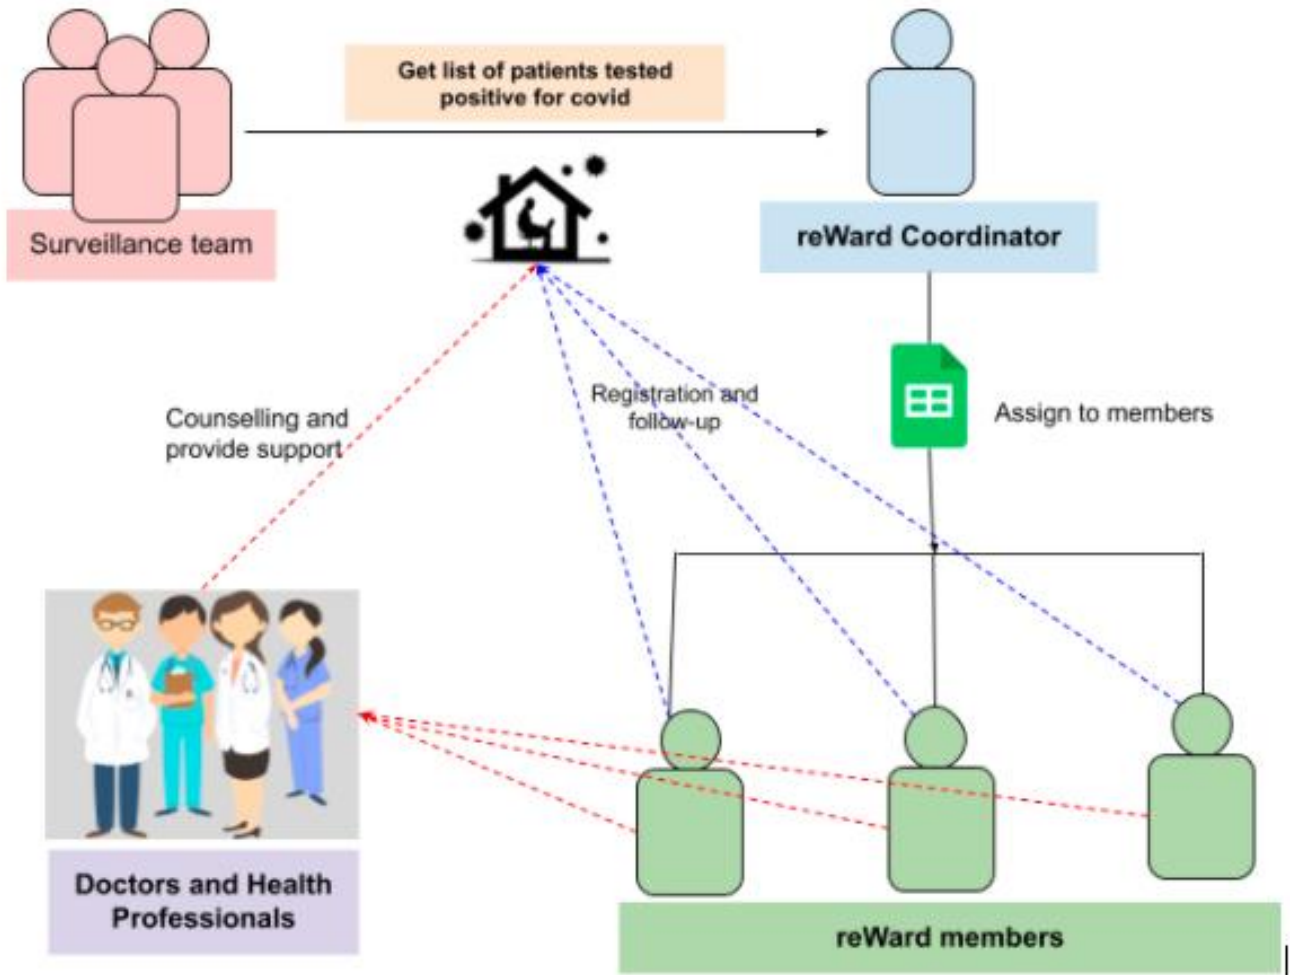 Get list of patients tested
positive for covid
Surveillance team
reWard Coordinator
Counselling and
provide support
Registration and
follow-up
Assign to members
Doctors and Health
Professionals
reWard members